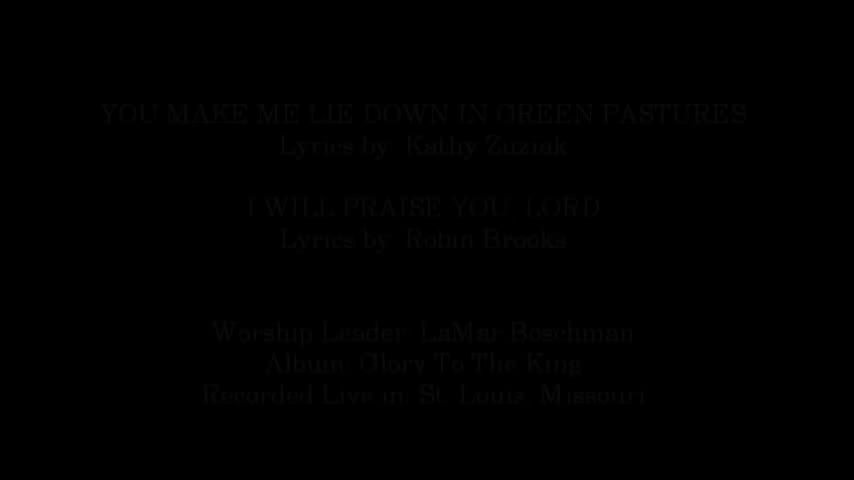 YOU MAKE ME LIE DOWN IN GREEN PASTURES
Lyrics by: Kathy Zuziak
I WILL PRAISE YOU, LORD
Lyrics by: Robin Brooks
Worship Leader: LaMar Boschman
Album: Glory To The King
Recorded Live in: St. Louis, Missouri